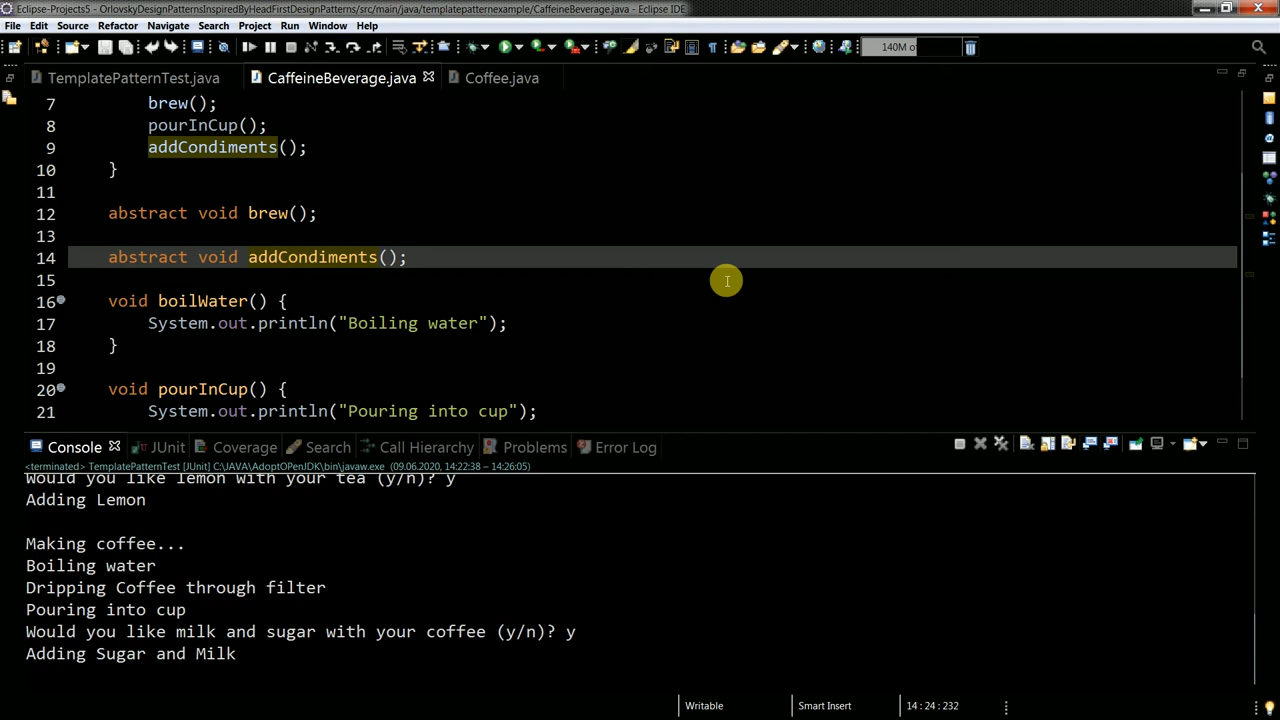 Eclipse-Projects5 - OrlovskyDesignPatternsInspiredByHeadFirstDesignPatterns/src/main/java/templatepatternexample/CaffeineBeverage.java - Eclipse IDE
File Edit Source Refactor Navigate Search Project Run Window Help
140M of
TemplatePatternTest.java CaffeineBeverage.java Coffee.java
7 brew();
8 pourInCup();
9 addCondiments();
10 }
11
12 abstract void brew();
13
14 abstract void addCondiments();
15
16 void boilWater() {
17 System.out.println("Boiling water");
18 }
19
20 void pourInCup() {
21 System.out.println("Pouring into cup");
Console JUnit Coverage Search Call Hierarchy Problems Error Log
<terminated> TemplatePatternTest [JUnit] C:\JAVA\AdoptOPenJDK\bin\javaw.exe (09.06.2020, 14:22:38 – 14:26:05)
Would you like lemon with your tea (y/n)? y
Adding Lemon
Making coffee...
Boiling water
Dripping Coffee through filter
Pouring into cup
Would you like milk and sugar with your coffee (y/n)? y
Adding Sugar and Milk
Writable Smart Insert 14 : 24 : 232